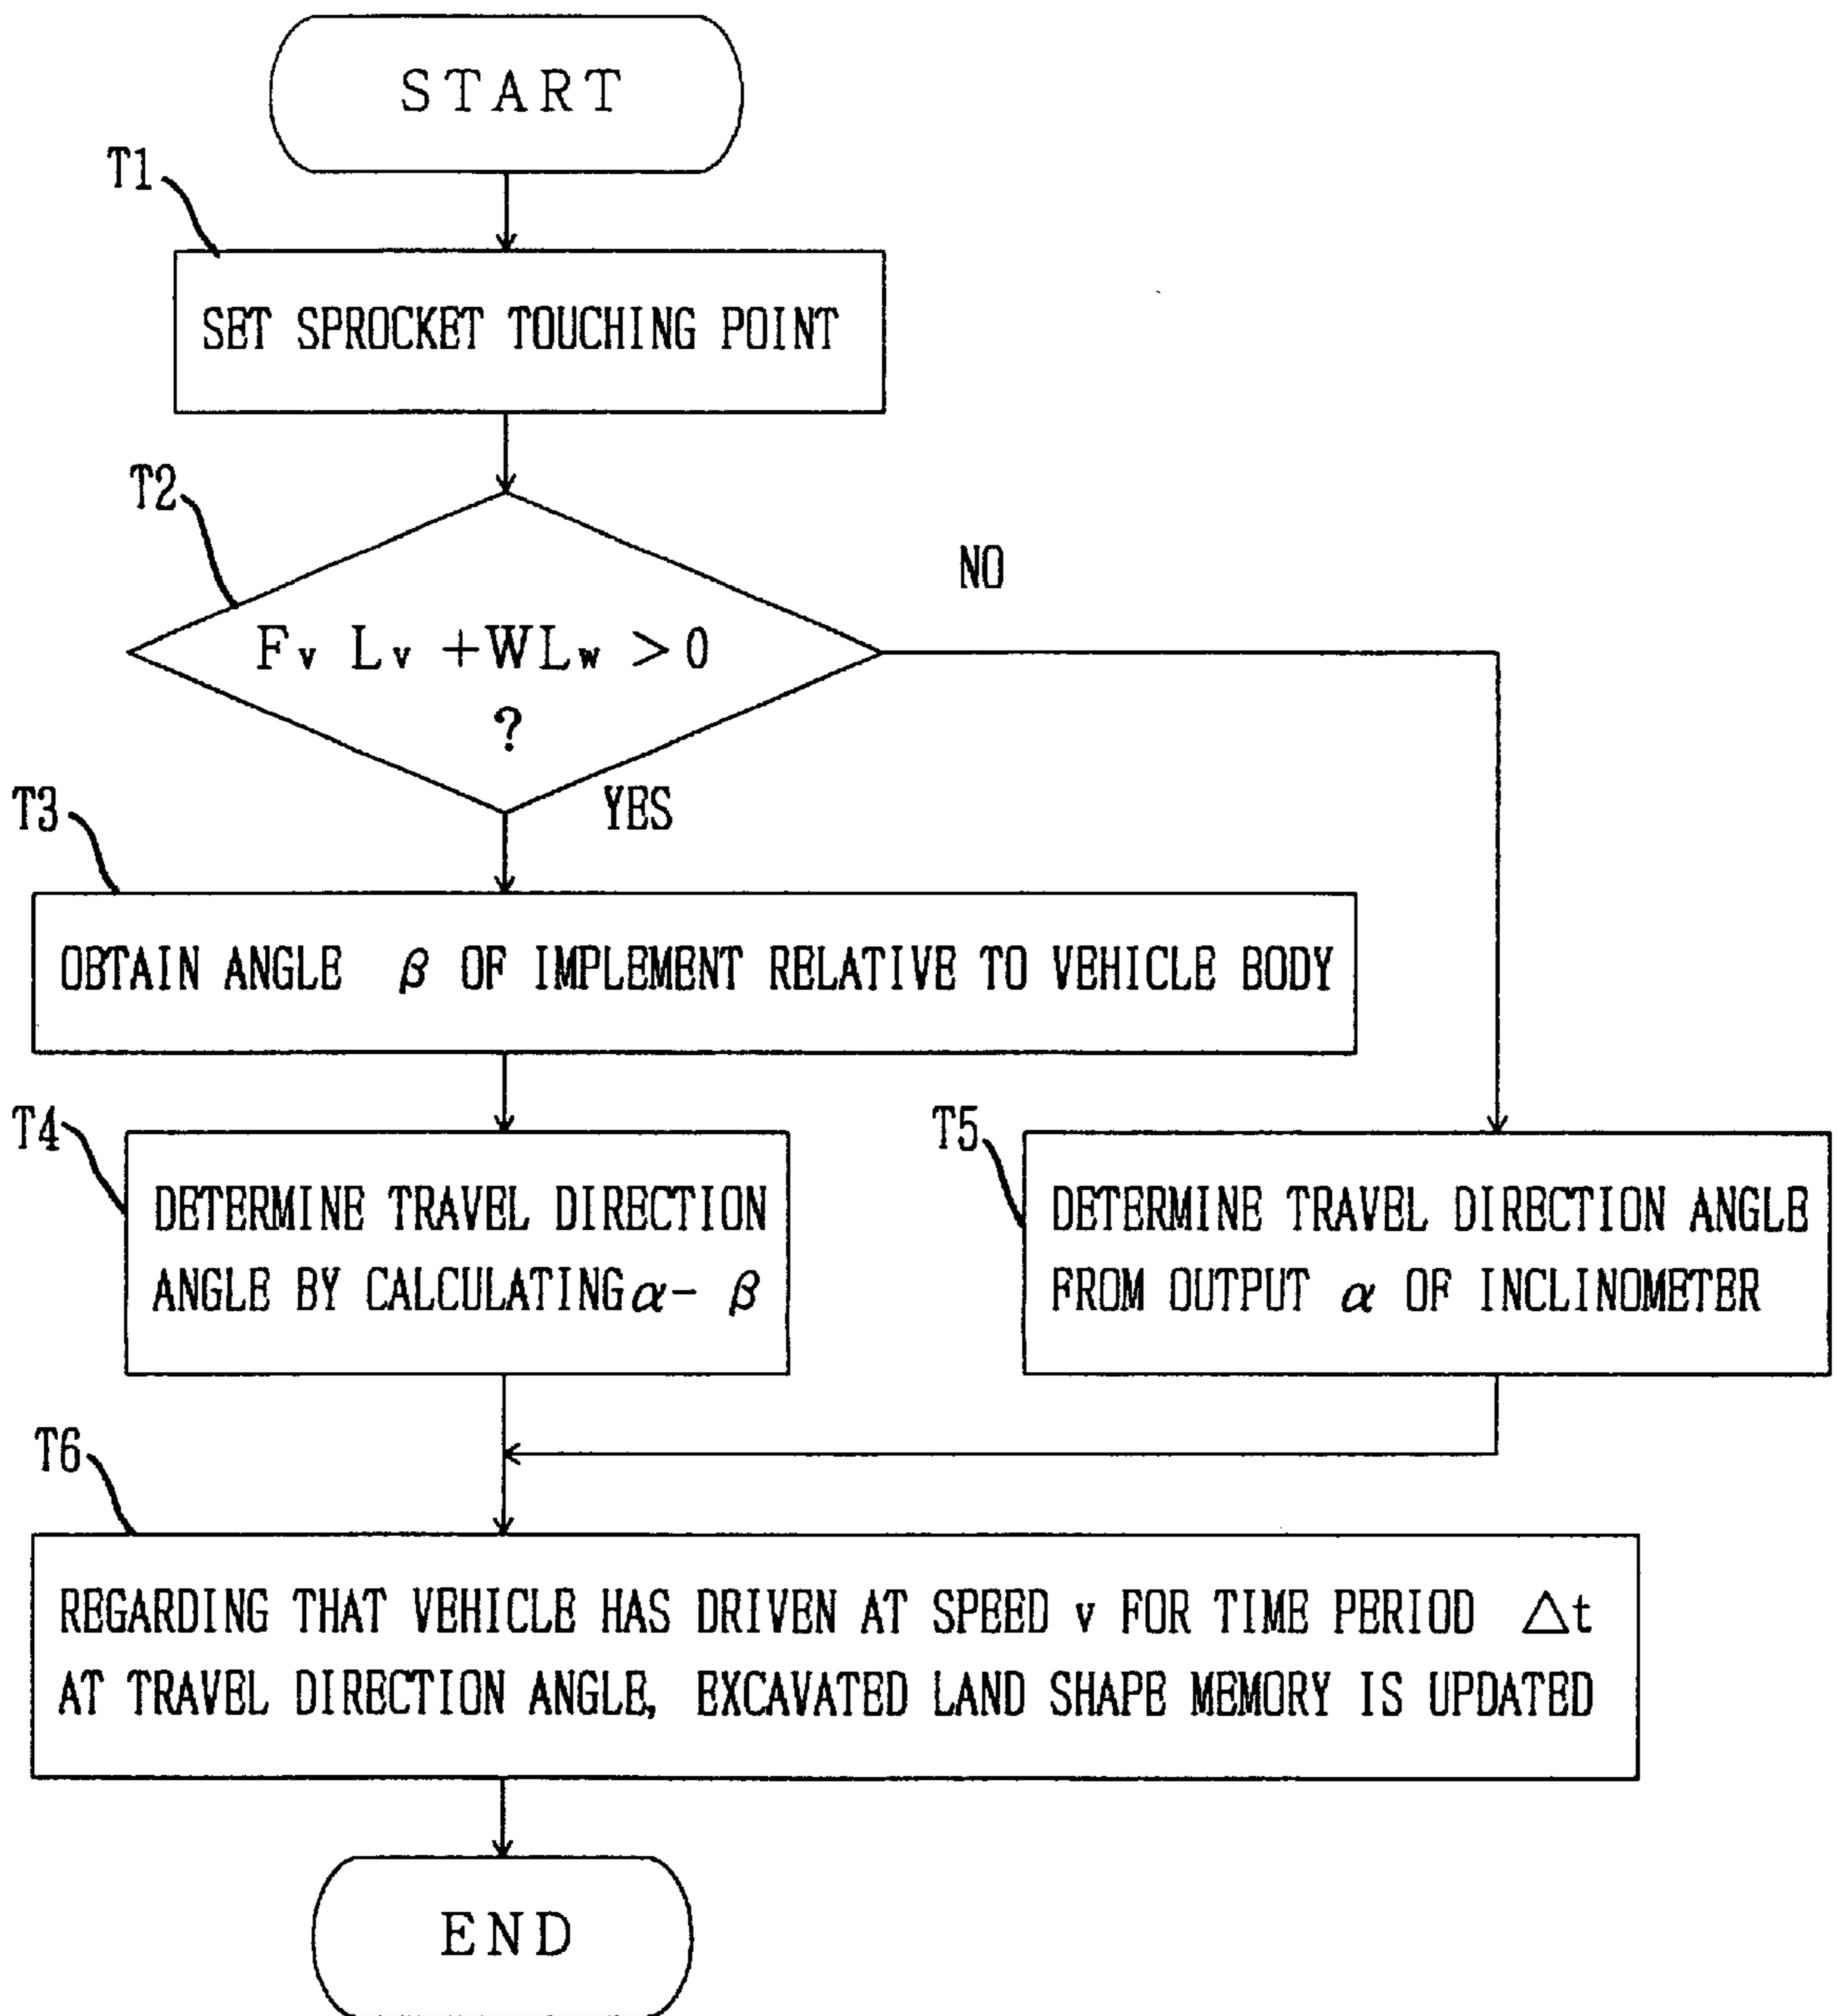 START
T1
SET SPROCKET TOUCHING POINT
T2
Fv Lv +WLw >0
?
NO
YES
T3
OBTAIN ANGLE β OF IMPLEMENT RELATIVE TO VEHICLE BODY
T4
DETERMINE TRAVEL DIRECTION
ANGLE BY CALCULATING α- β
T5
DETERMINE TRAVEL DIRECTION ANGLE
FROM OUTPUT α OF INCLINOMETER
T6
REGARDING THAT VEHICLE HAS DRIVEN AT SPEED v FOR TIME PERIOD △t
AT TRAVEL DIRECTION ANGLE, EXCAVATED LAND SHAPE MEMORY IS UPDATED
END